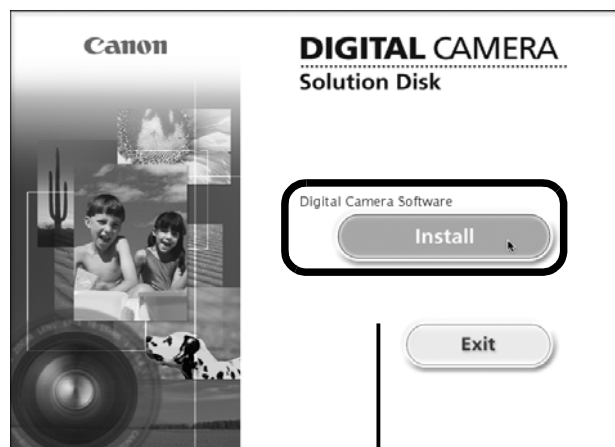 Canon
DIGITAL CAMERA
Solution Disk
Digital Camera Software
Install
Exit